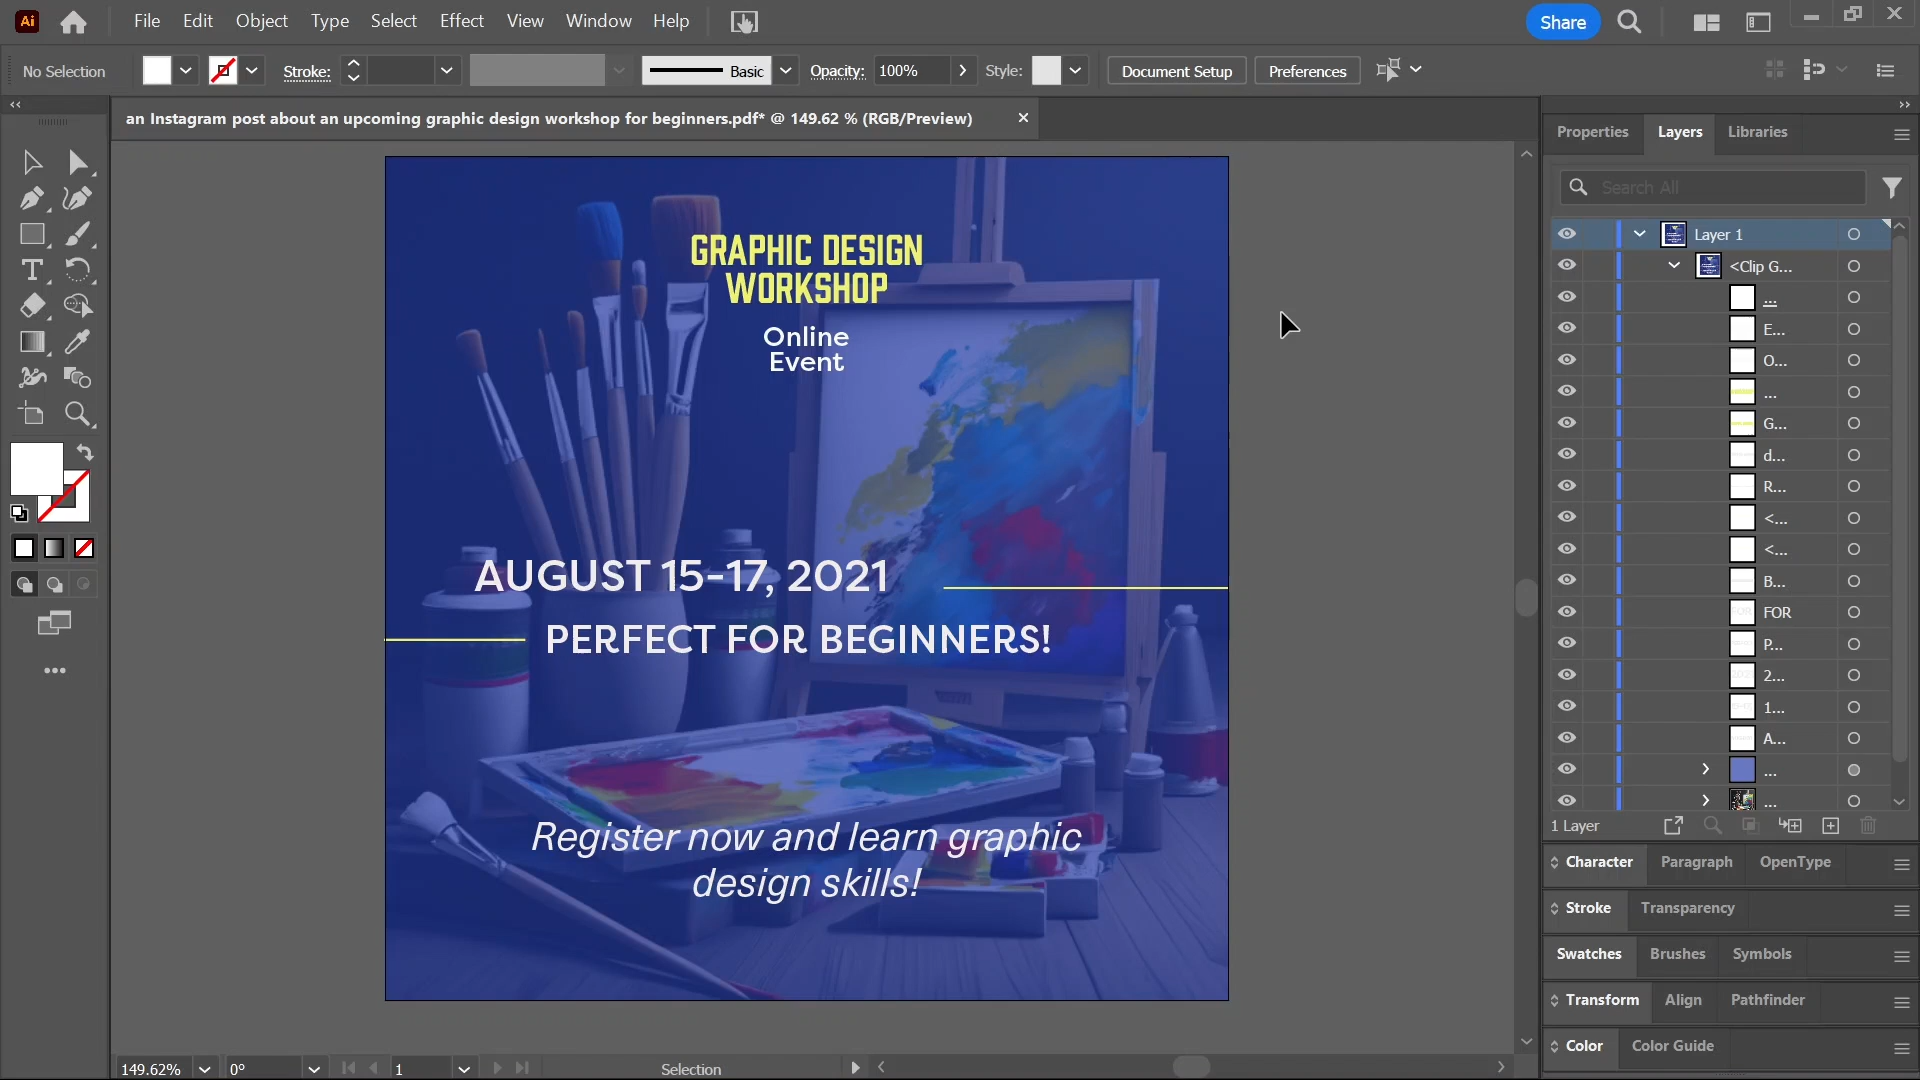 Ai
File Edit Object Type Select Effect View Window Help
Share
No Selection
Stroke:
Basic
Opacity: 100%
Style:
Document Setup
Preferences
an Instagram post about an upcoming graphic design workshop for beginners.pdf* @ 149.62 % (RGB/Preview)
GRAPHIC DESIGN
WORKSHOP
Online
Event
AUGUST 15-17, 2021
PERFECT FOR BEGINNERS!
Register now and learn graphic
design skills!
Properties Layers Libraries
Search All
Layer 1
<Clip G...
...
E...
O...
...
G...
d...
R...
<...
<...
B...
FOR
P...
2...
1...
A...
...
...
1 Layer
Character Paragraph OpenType
Stroke Transparency
Swatches Brushes Symbols
Transform Align Pathfinder
Color Color Guide
149.62% 0° 1 Selection